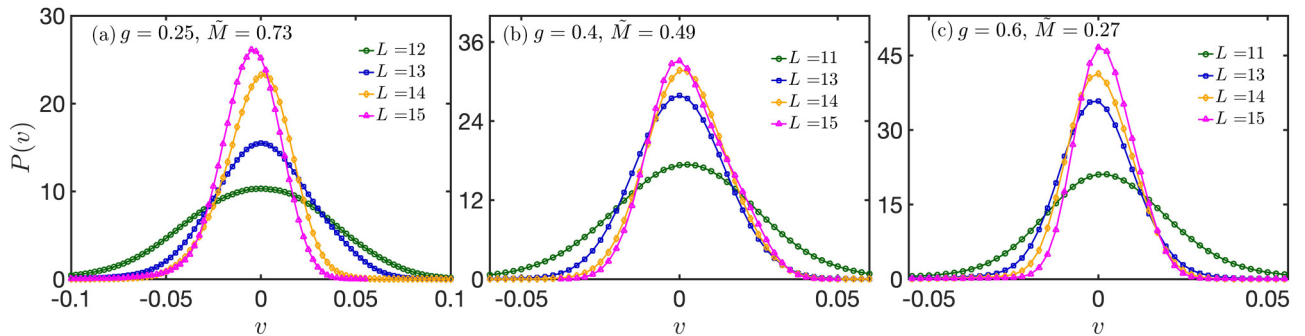 (a) g = 0.25, M̃ = 0.73
L =12
L =13
L =14
L =15
P(v)
30
20
10
0
-0.1
-0.05
0
0.05
0.1
v
(b) g = 0.4, M̃ = 0.49
L =11
L =13
L =14
L =15
36
24
12
0
-0.05
0
0.05
v
(c) g = 0.6, M̃ = 0.27
L =11
L =13
L =14
L =15
45
30
15
0
-0.05
0
0.05
v